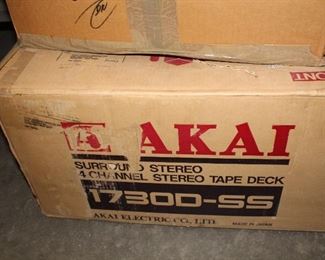 FRONT
AKAI
SURROUND STEREO
4 CHANNEL STEREO TAPE DECK
1730D-SS
AKAI ELECTRIC CO., LTD.
MADE IN JAPAN